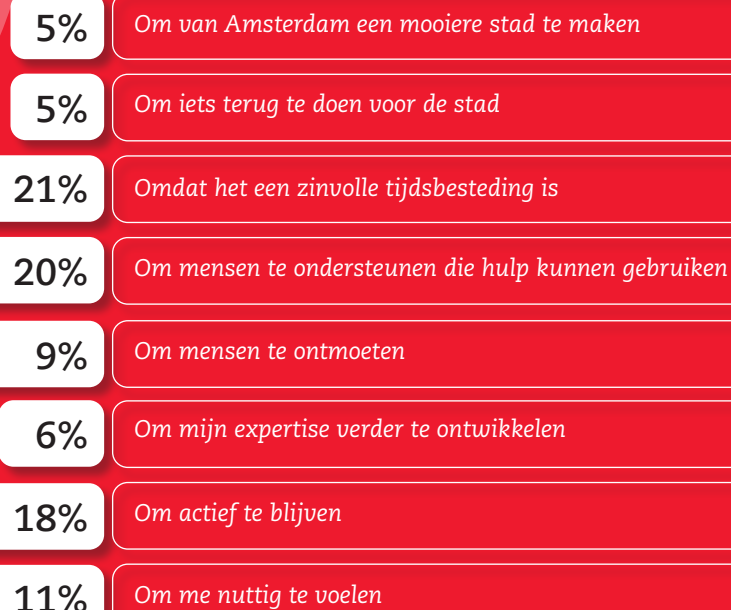 5% Om van Amsterdam een mooiere stad te maken
5% Om iets terug te doen voor de stad
21% Omdat het een zinvolle tijdsbesteding is
20% Om mensen te ondersteunen die hulp kunnen gebruiken
9% Om mensen te ontmoeten
6% Om mijn expertise verder te ontwikkelen
18% Om actief te blijven
11% Om me nuttig te voelen